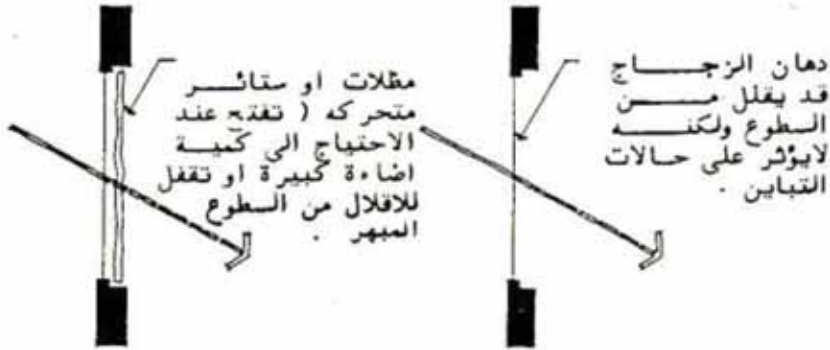 دهان الزجاج
قد يقلل من
السطوع ولكنه
لايؤثر على حالات
التباين .
مظلات او ستائر
متحركه ( تفتح عند
الاحتياج الى كمية
اضاءة كبيرة او تقفل
للاقلال من السطوع
المبهر .